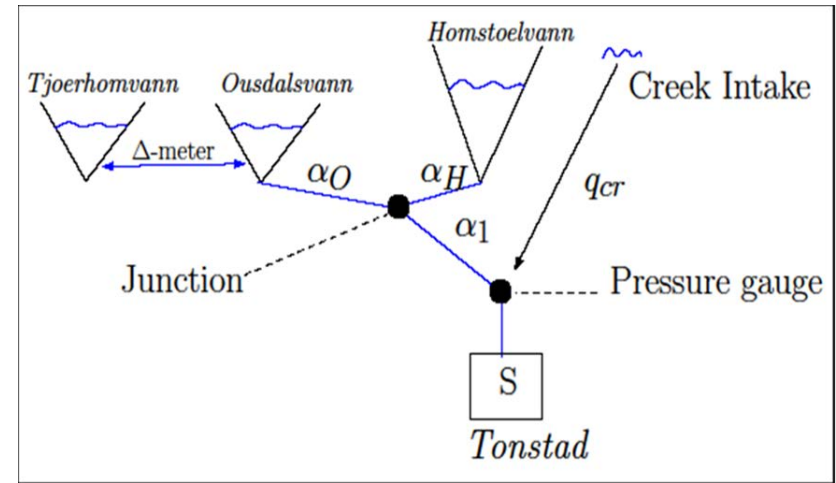 Homstoelvann
Tjoerhomvann Ousdalsvann
Creek Intake
Δ-meter
αO αH
qcr
α1
Junction
Pressure gauge
S
Tonstad